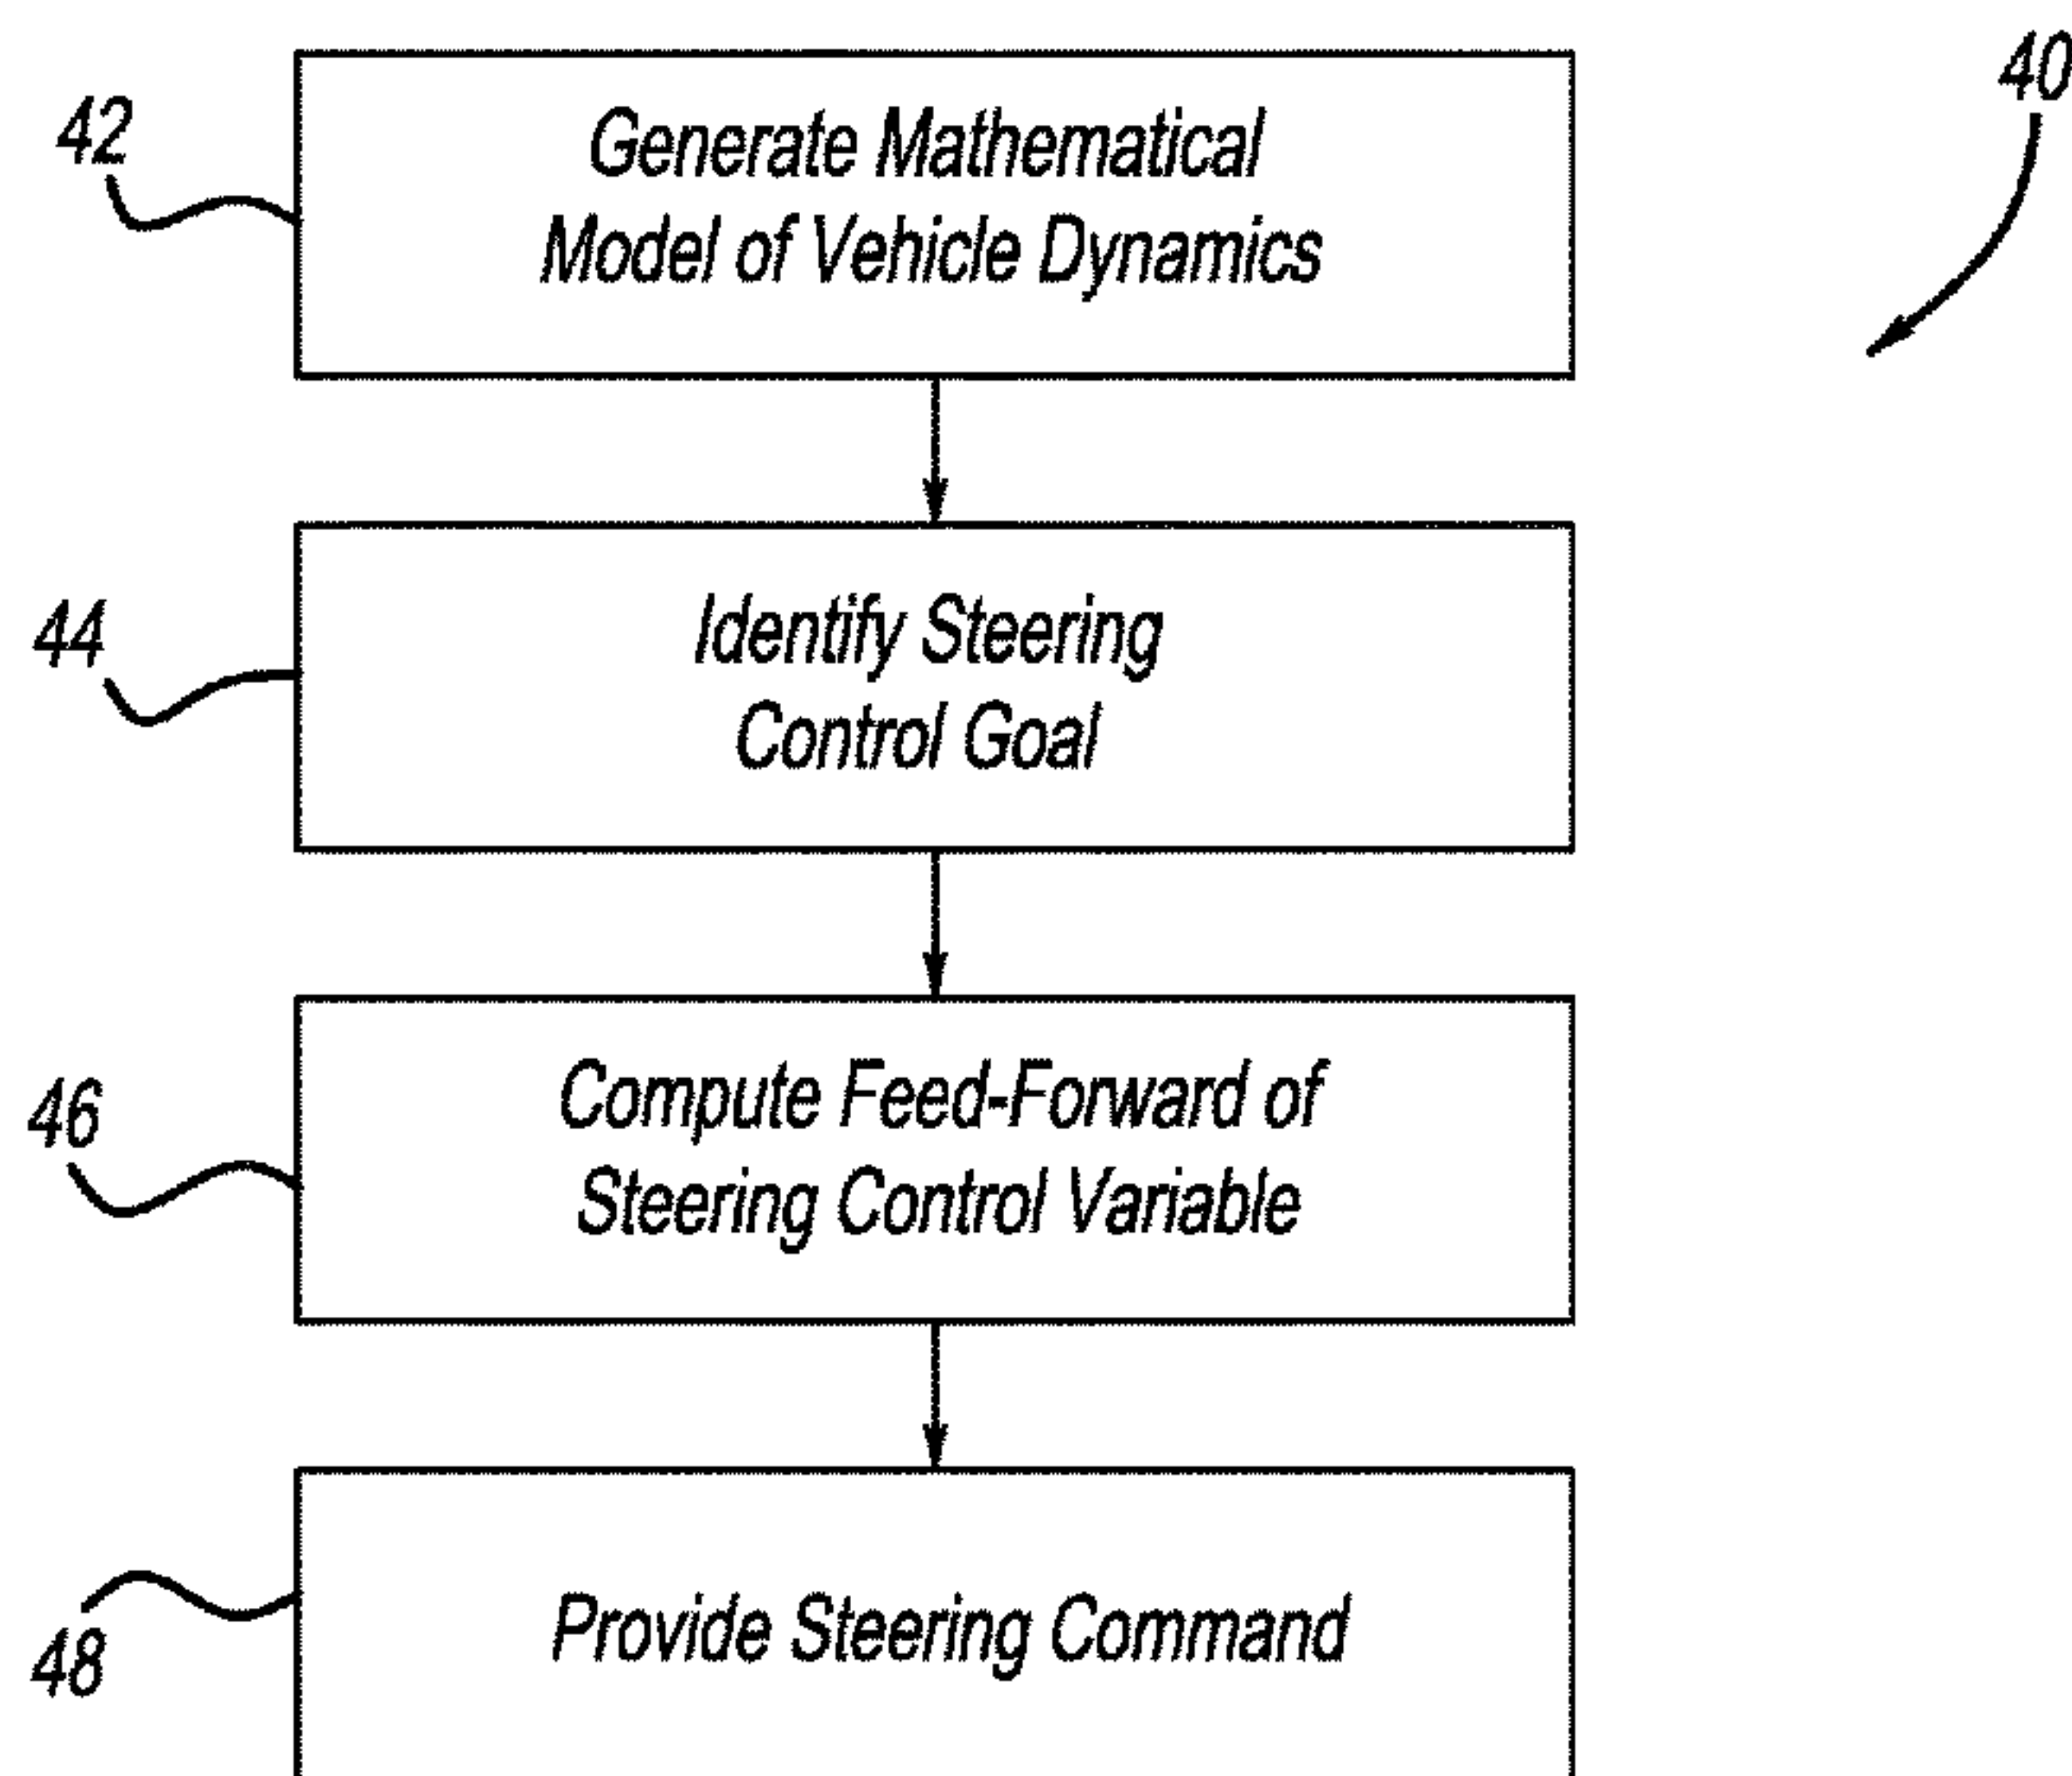 40
42
Generate Mathematical
Model of Vehicle Dynamics
44
Identify Steering
Control Goal
46
Compute Feed-Forward of
Steering Control Variable
48
Provide Steering Command